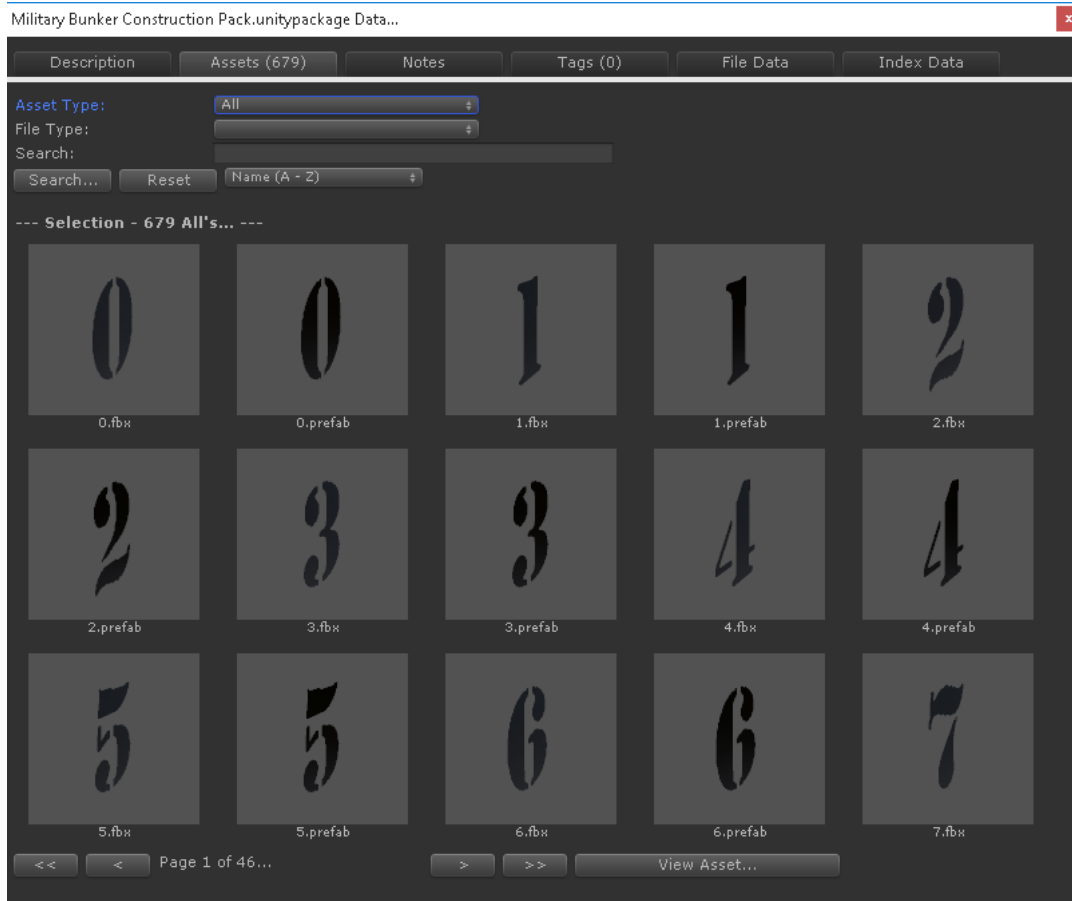 Military Bunker Construction Pack.unitypackage Data...
x
Description Assets (679) Notes Tags (0) File Data Index Data
Asset Type: All
File Type:
Search:
Search... Reset Name (A - Z)
--- Selection - 679 All's... ---
0 0 1 1 2
0.fbx 0.prefab 1.fbx 1.prefab 2.fbx
2 3 3 4 4
2.prefab 3.fbx 3.prefab 4.fbx 4.prefab
5 5 6 6 7
5.fbx 5.prefab 6.fbx 6.prefab 7.fbx
<< < Page 1 of 46... > >> View Asset...